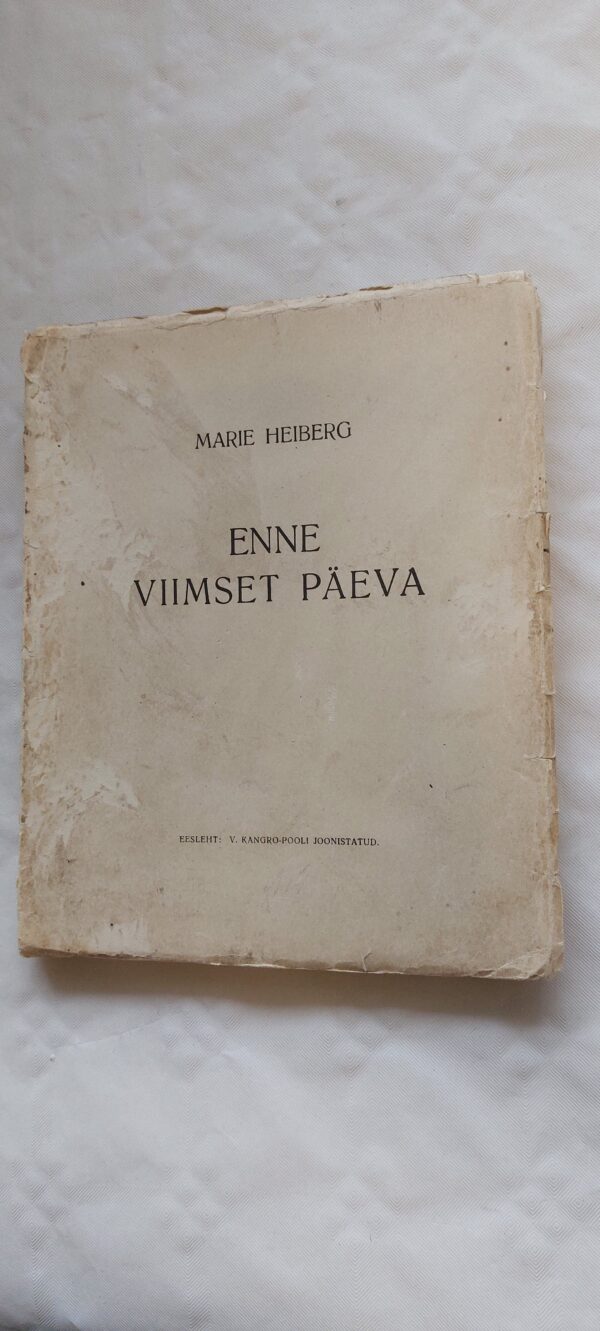 MARIE HEIBERG
ENNE
VIIMSET PÄEVA
EESLEHT: V. KANGRO-POOLI JOONISTATUD.